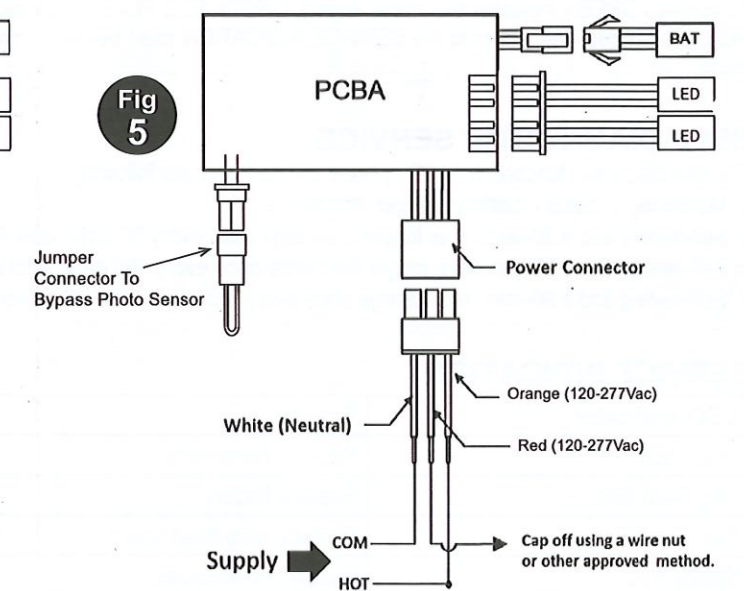 Fig
5
PCBA
BAT
LED
LED
Jumper
Connector To
Bypass Photo Sensor
Power Connector
Orange (120-277Vac)
White (Neutral)
Red (120-277Vac)
Supply
COM
HOT
Cap off using a wire nut
or other approved method.